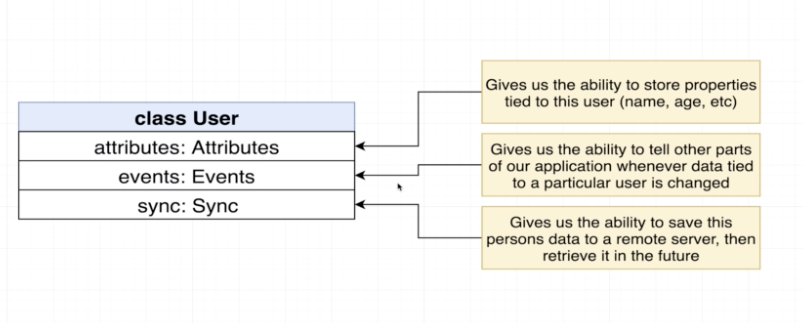 class User
attributes: Attributes
events: Events
sync: Sync
Gives us the ability to store properties
tied to this user (name, age, etc)
Gives us the ability to tell other parts
of our application whenever data tied
to a particular user is changed
Gives us the ability to save this
persons data to a remote server, then
retrieve it in the future